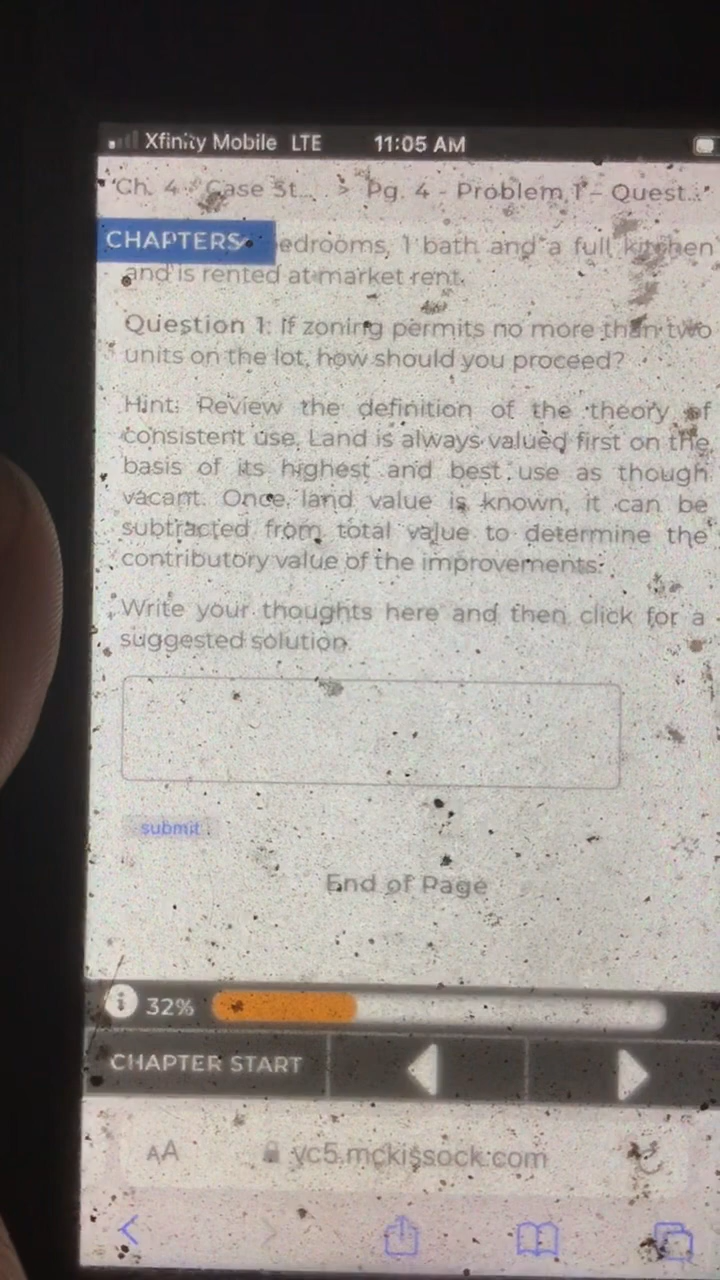 Xfinity Mobile LTE 11:05 AM
Ch. 4 - Case St... > Pg. 4 - Problem 1 - Quest...
CHAPTERS edrooms, 1 bath and a full kitchen
and is rented at market rent.
Question 1: If zoning permits no more than two
units on the lot, how should you proceed?
Hint: Review the definition of the theory of
consistent use. Land is always valued first on the
basis of its highest and best use as though
vacant. Once land value is known, it can be
subtracted from total value to determine the
contributory value of the improvements.
Write your thoughts here and then click for a
suggested solution.
submit
End of Page
32%
CHAPTER START
AA vc5.mckissock.com